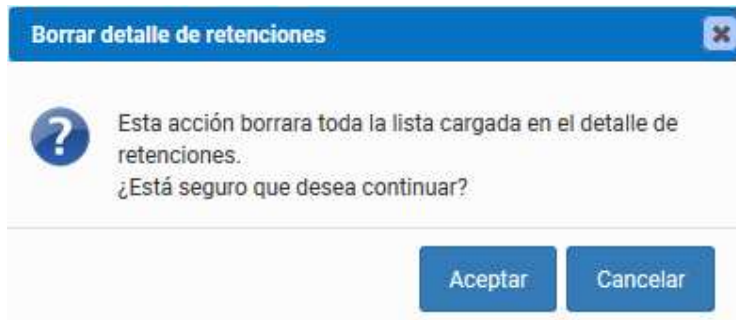 Borrar detalle de retenciones
Esta acción borrara toda la lista cargada en el detalle de
retenciones.
¿Está seguro que desea continuar?
Aceptar
Cancelar